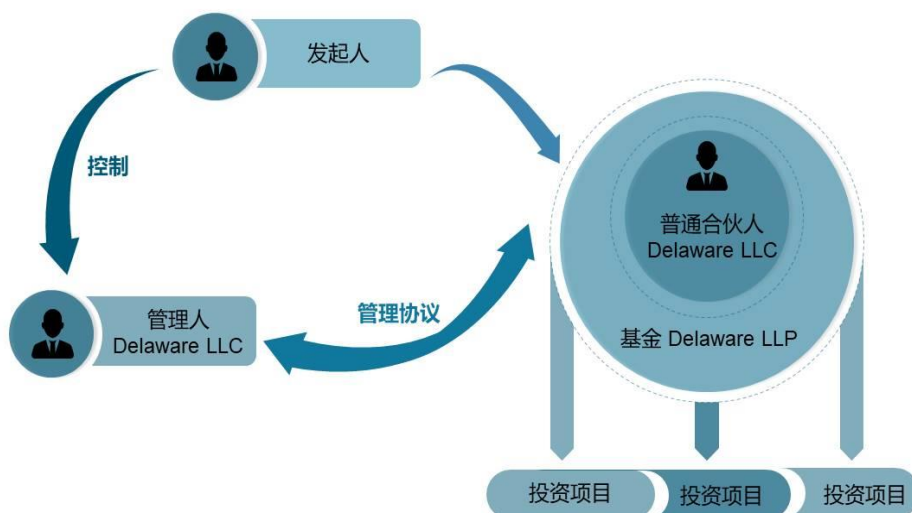 发起人
控制
普通合伙人
Delaware LLC
管理协议
管理人
Delaware LLC
基金 Delaware LLP
投资项目
投资项目
投资项目